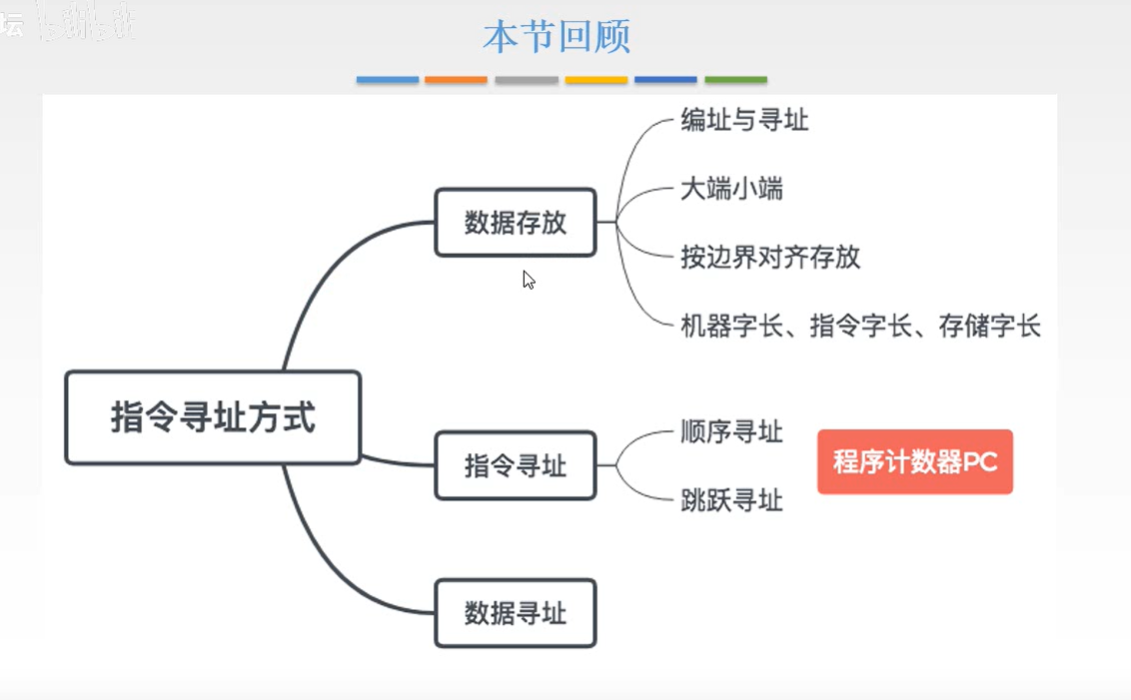 坛 bilibili
本节回顾
编址与寻址
大端小端
数据存放
按边界对齐存放
机器字长、指令字长、存储字长
指令寻址方式
顺序寻址
指令寻址
程序计数器PC
跳跃寻址
数据寻址